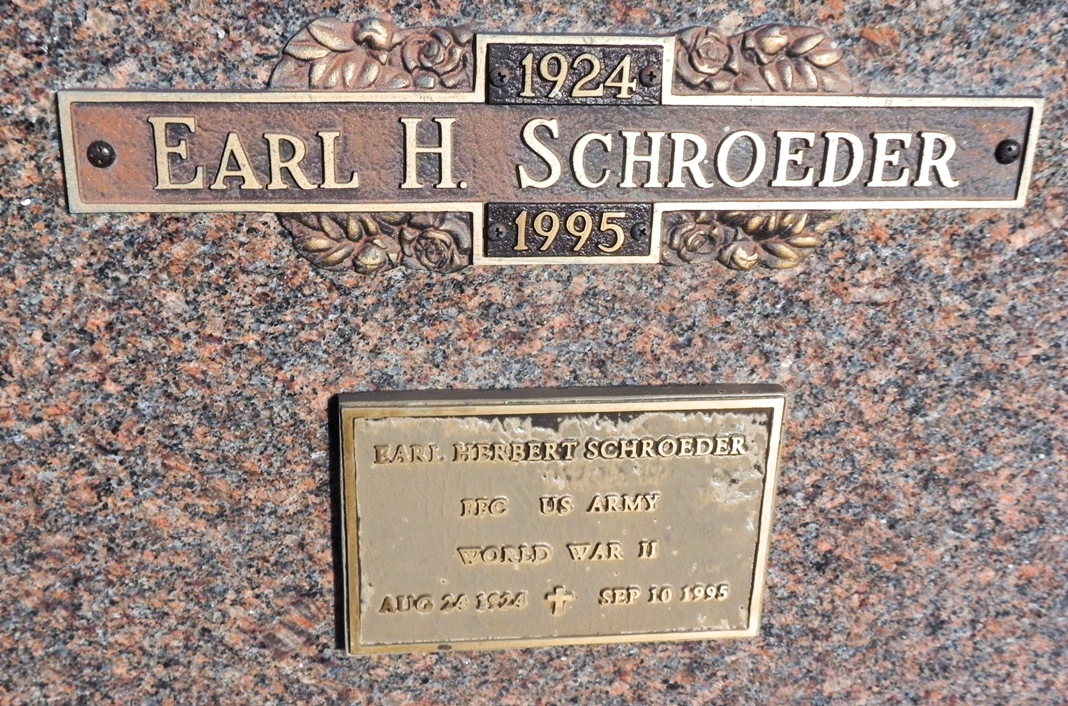 1924
EARL H. SCHROEDER
1995
EARL HERBERT SCHROEDER
PFC US ARMY
WORLD WAR II
AUG 24 1924 SEP 10 1995